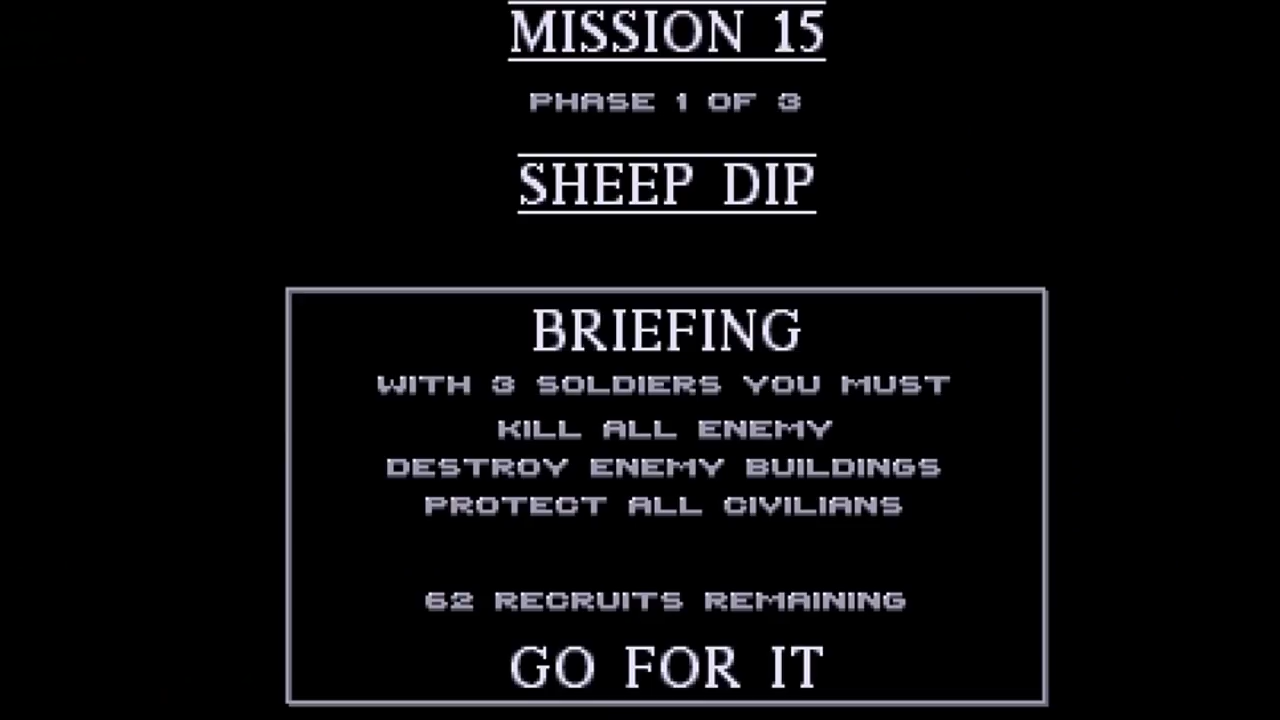 MISSION 15
PHASE 1 OF 3
SHEEP DIP
BRIEFING
WITH 3 SOLDIERS YOU MUST
KILL ALL ENEMY
DESTROY ENEMY BUILDINGS
PROTECT ALL CIVILIANS
62 RECRUITS REMAINING
GO FOR IT